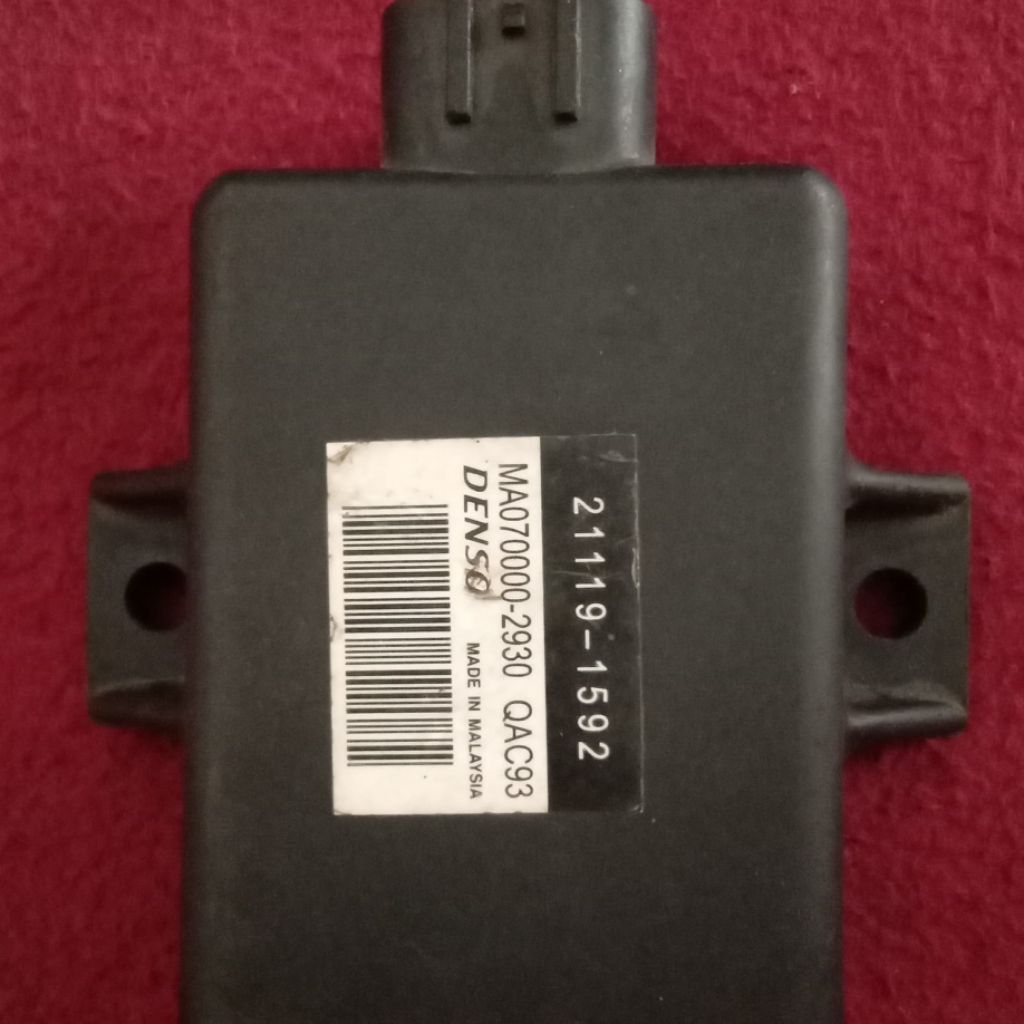 21119-1592
MA070000-2930 QAC93
DENSO MADE IN MALAYSIA